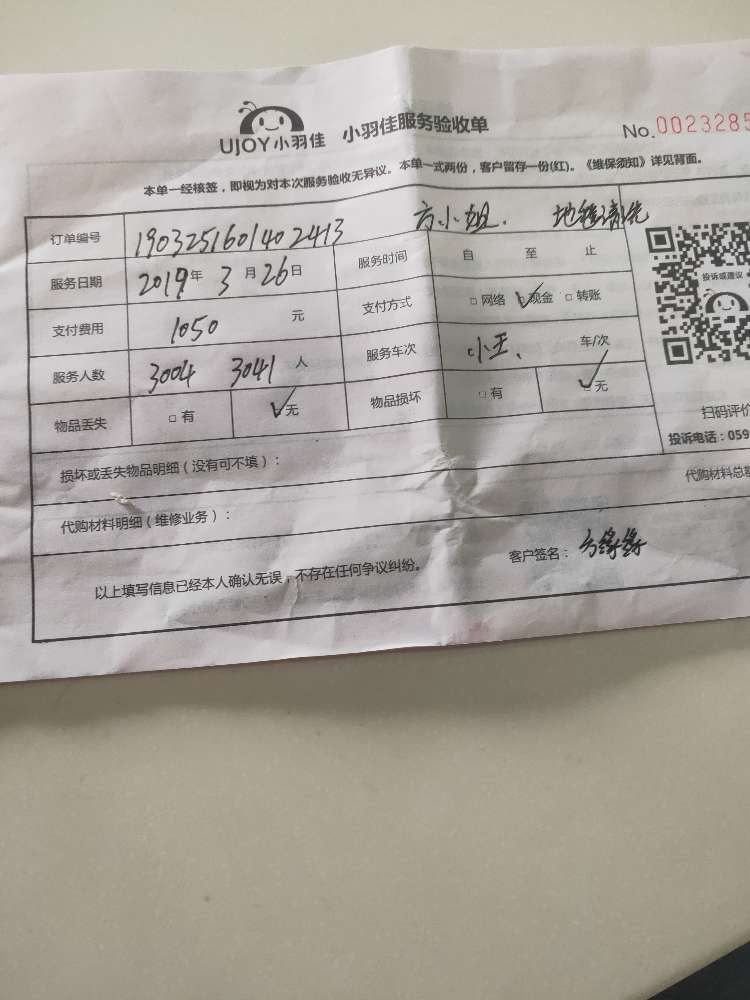 UJOY小羽佳 小羽佳服务验收单 No.0023285
本单一经核签，即视为对本次服务验收无异议。本单一式两份，客户留存一份(红)。《维保须知》详见背面。
订单编号 1903251601402413 方小姐. 地毯清洗
服务日期 2019年 3月26日 服务时间 自 至 止
支付费用 1050 元 支付方式 □网络 ☑现金 □转账
服务人数 3004 3041 人 服务车次 小王、 车/次
物品丢失 □有 ☑无 物品损坏 □有 ☑无
投诉或建议
扫码评价
投诉电话：059
损坏或丢失物品明细（没有可不填）：
代购材料总额
代购材料明细（维修业务）：
以上填写信息已经本人确认无误，不存在任何争议纠纷。 客户签名：方缘缘